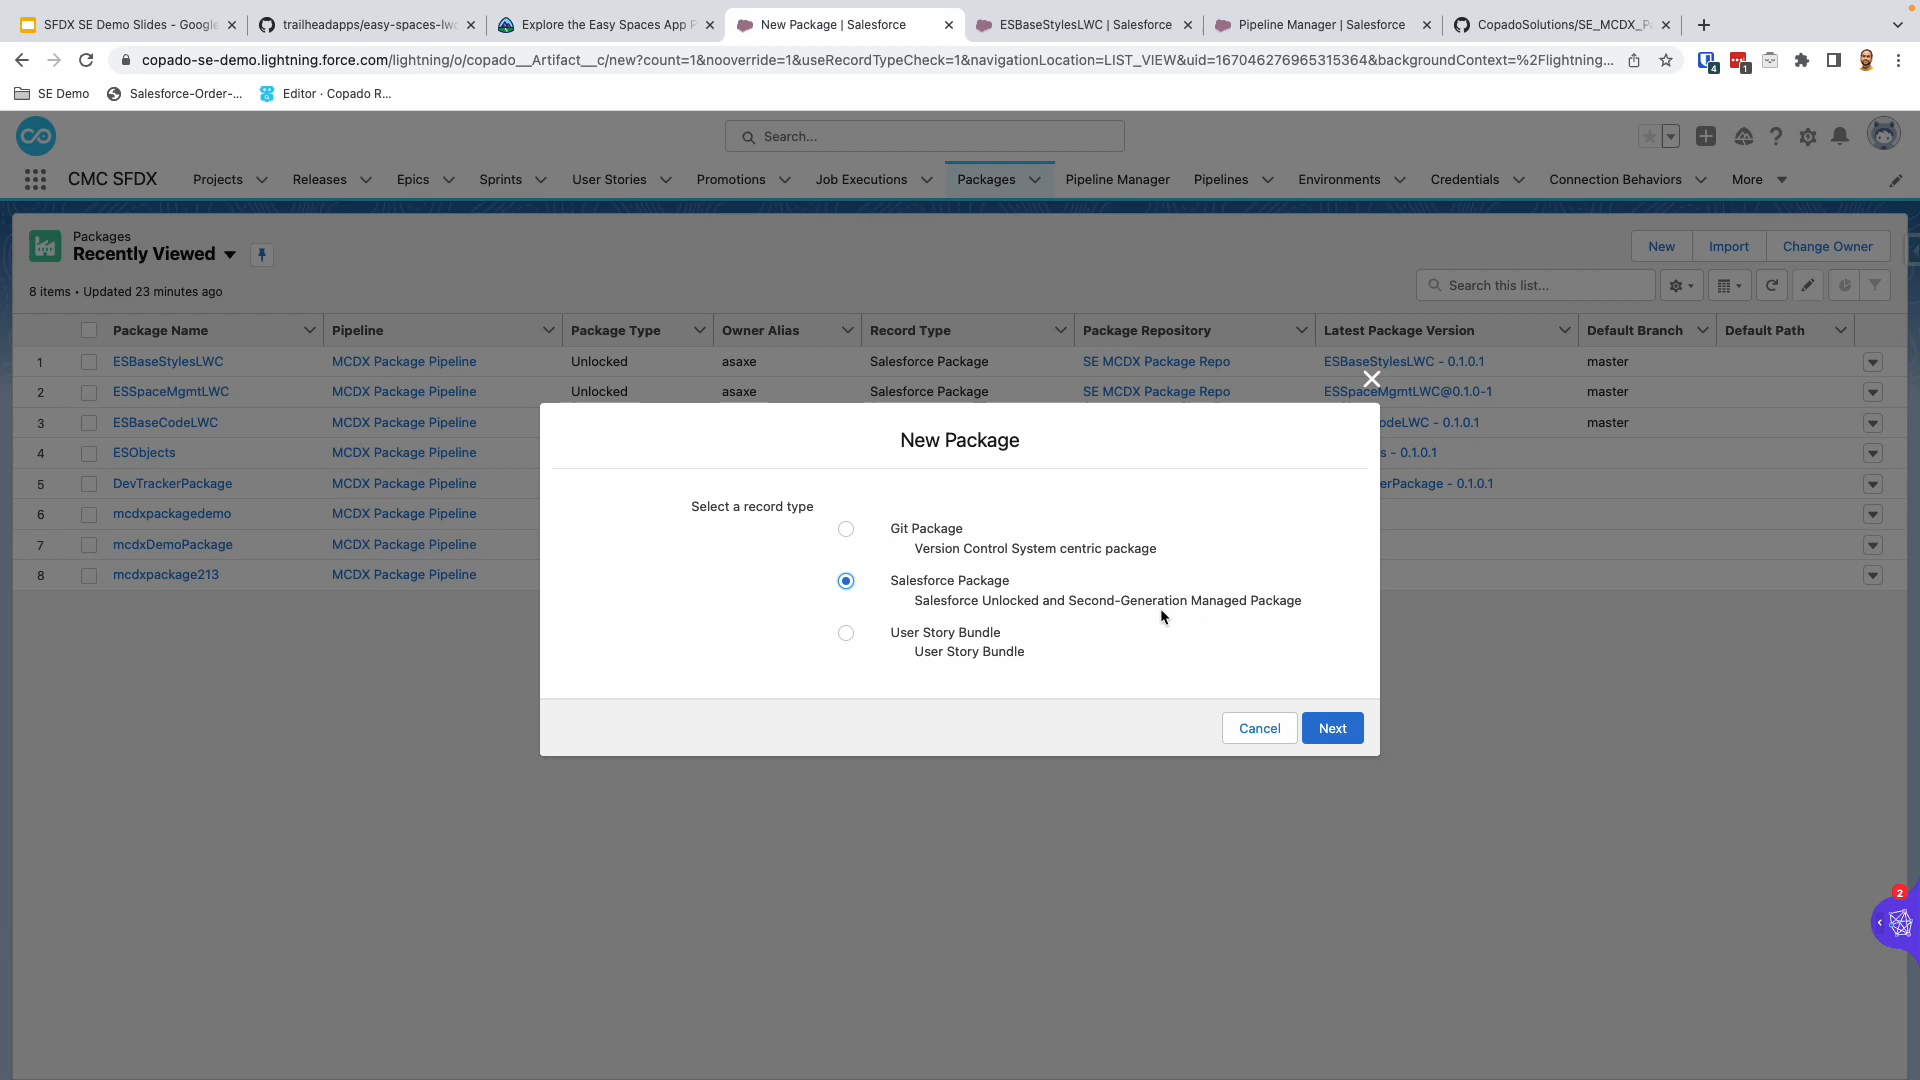 SFDX SE Demo Slides - Google
trailheadapps/easy-spaces-lwc
Explore the Easy Spaces App P
New Package | Salesforce
ESBaseStylesLWC | Salesforce
Pipeline Manager | Salesforce
CopadoSolutions/SE_MCDX_P
copado-se-demo.lightning.force.com/lightning/o/copado__Artifact__c/new?count=1&nooverride=1&useRecordTypeCheck=1&navigationLocation=LIST_VIEW&uid=167046276965315364&backgroundContext=%2Flightning...
4
1
SE Demo
Salesforce-Order-...
Editor · Copado R...
Search...
CMC SFDX
Projects
Releases
Epics
Sprints
User Stories
Promotions
Job Executions
Packages
Pipeline Manager
Pipelines
Environments
Credentials
Connection Behaviors
More
Packages
Recently Viewed
New
Import
Change Owner
8 items • Updated 23 minutes ago
Search this list...
Package Name Pipeline Package Type Owner Alias Record Type Package Repository Latest Package Version Default Branch Default Path
1 ESBaseStylesLWC MCDX Package Pipeline Unlocked asaxe Salesforce Package SE MCDX Package Repo ESBaseStylesLWC - 0.1.0.1 master
2 ESSpaceMgmtLWC MCDX Package Pipeline Unlocked asaxe Salesforce Package SE MCDX Package Repo ESSpaceMgmtLWC@0.1.0-1 master
3 ESBaseCodeLWC MCDX Package Pipeline odeLWC - 0.1.0.1 master
4 ESObjects MCDX Package Pipeline s - 0.1.0.1
5 DevTrackerPackage MCDX Package Pipeline erPackage - 0.1.0.1
6 mcdxpackagedemo MCDX Package Pipeline
7 mcdxDemoPackage MCDX Package Pipeline
8 mcdxpackage213 MCDX Package Pipeline
New Package
Select a record type
Git Package
Version Control System centric package
Salesforce Package
Salesforce Unlocked and Second-Generation Managed Package
User Story Bundle
User Story Bundle
Cancel
Next
2